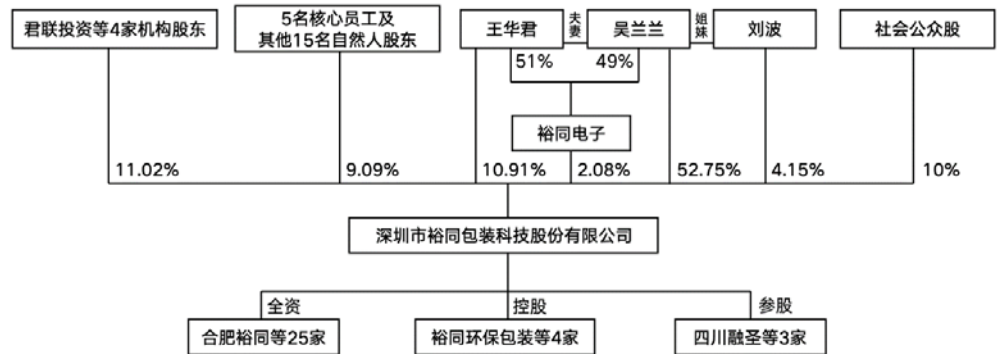 君联投资等4家机构股东
5名核心员工及
其他15名自然人股东
王华君
夫妻
吴兰兰
姐妹
刘波
社会公众股
51%
49%
裕同电子
11.02%
9.09%
10.91%
2.08%
52.75%
4.15%
10%
深圳市裕同包装科技股份有限公司
全资
控股
参股
合肥裕同等25家
裕同环保包装等4家
四川融圣等3家